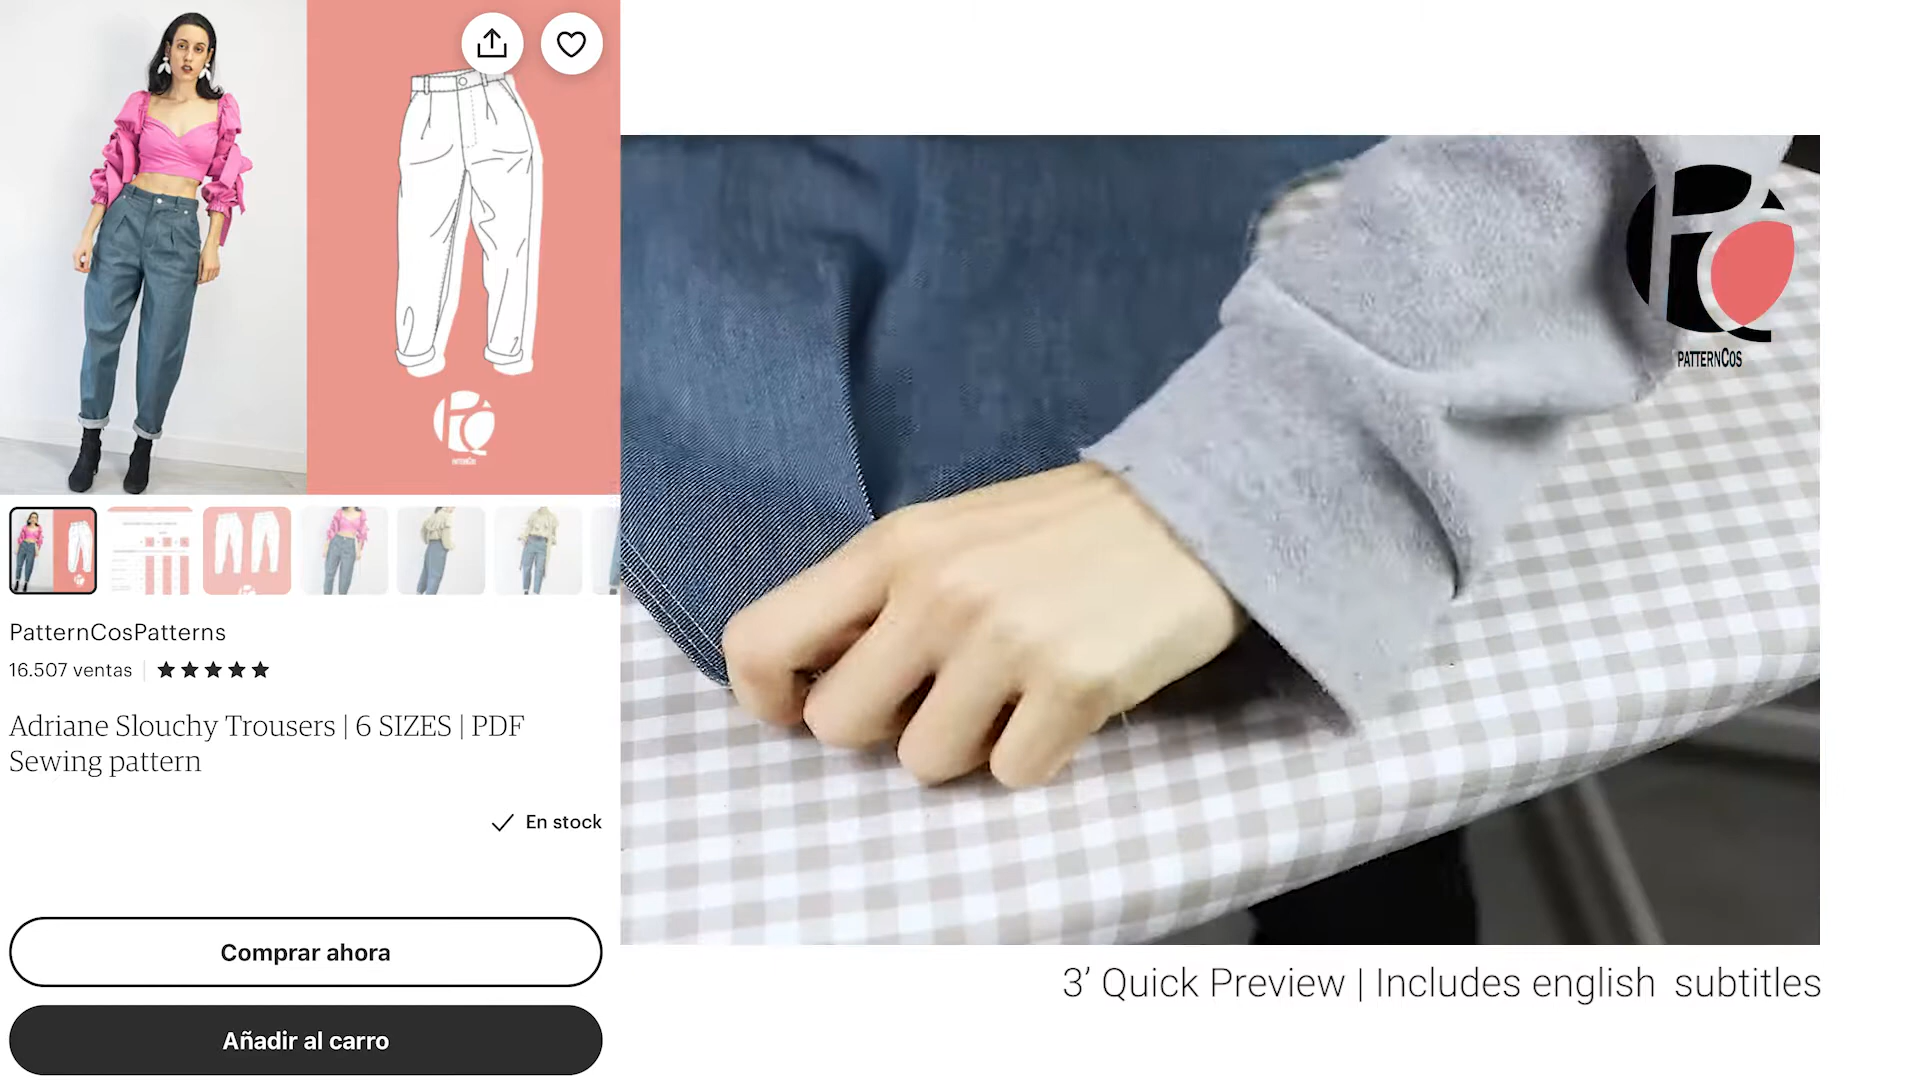 PatternCosPatterns
16.507 ventas
Adriane Slouchy Trousers | 6 SIZES | PDF
Sewing pattern
En stock
Comprar ahora
Añadir al carro
PATTERNCOS
3’ Quick Preview | Includes english subtitles